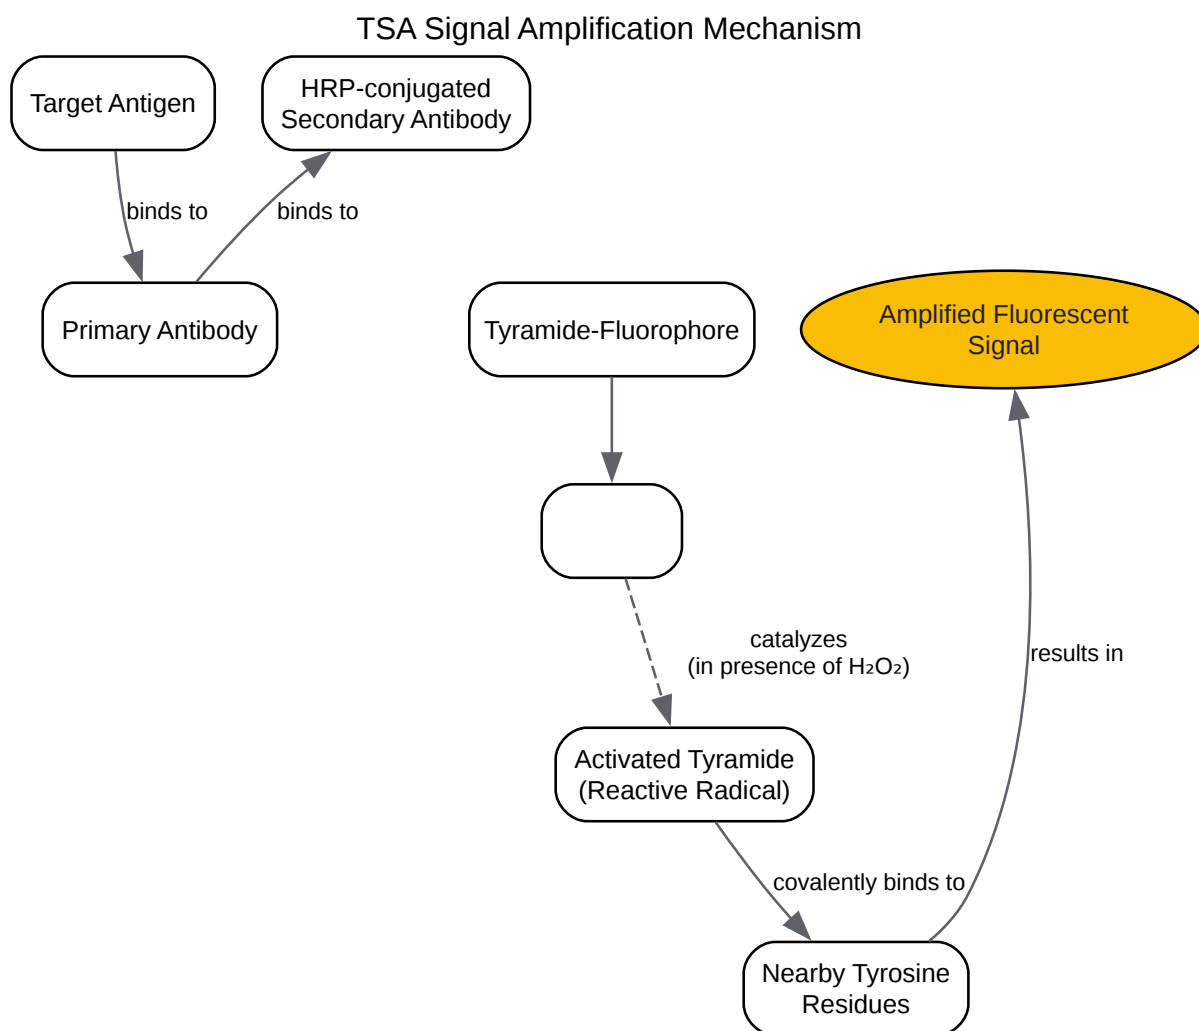 TSA Signal Amplification Mechanism
Target Antigen
HRP-conjugated
Secondary Antibody
binds to
binds to
Primary Antibody
Tyramide-Fluorophore
Amplified Fluorescent
Signal
catalyzes
(in presence of H₂O₂)
results in
Activated Tyramide
(Reactive Radical)
covalently binds to
Nearby Tyrosine
Residues